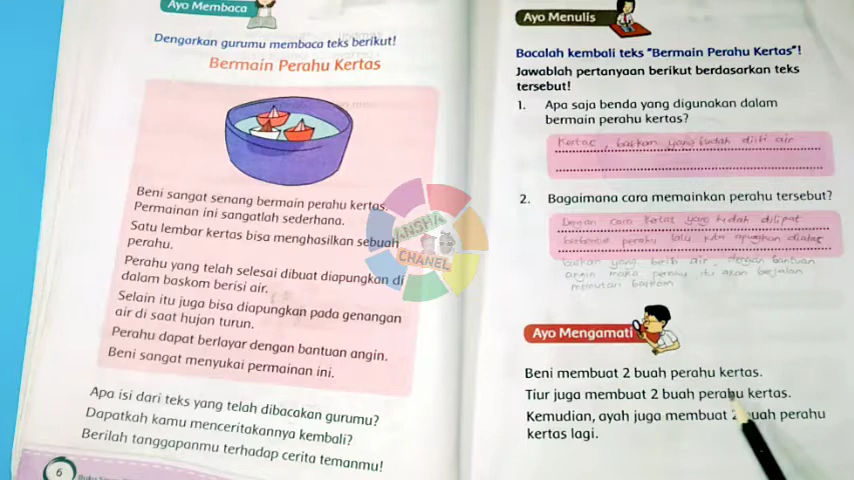 Ayo Membaca
Dengarkan gurumu membaca teks berikut!
Bermain Perahu Kertas
Beni sangat senang bermain perahu kertas.
Permainan ini sangatlah sederhana.
Satu lembar kertas bisa menghasilkan sebuah
perahu.
Perahu yang telah selesai dibuat diapungkan di
dalam baskom berisi air.
Selain itu juga bisa diapungkan pada genangan
air di saat hujan turun.
Perahu dapat berlayar dengan bantuan angin.
Beni sangat menyukai permainan ini.
Apa isi dari teks yang telah dibacakan gurumu?
Dapatkah kamu menceritakannya kembali?
Berilah tanggapanmu terhadap cerita temanmu!
6
Buku
ANSHA
CHANEL
Ayo Menulis
Bacalah kembali teks "Bermain Perahu Kertas"!
Jawablah pertanyaan berikut berdasarkan teks
tersebut!
1. Apa saja benda yang digunakan dalam
bermain perahu kertas?
Kertas, baskom yang sudah diisi air
2. Bagaimana cara memainkan perahu tersebut?
Dengan cara kertas yang sudah dilipat
berbentuk perahu lalu kita apungkan diatas
baskom yang berisi air, dengan bantuan
angin maka perahu itu akan berjalan
memutari baskom
Ayo Mengamati
Beni membuat 2 buah perahu kertas.
Tiur juga membuat 2 buah perahu kertas.
Kemudian, ayah juga membuat 2 buah perahu
kertas lagi.